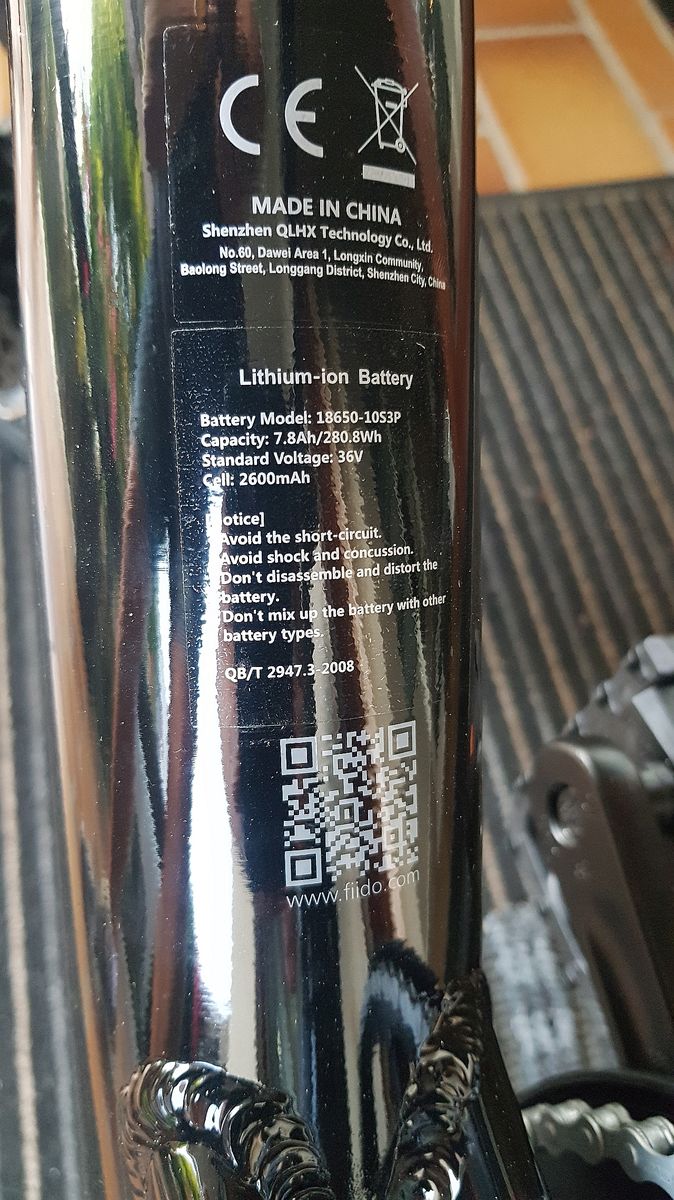 CE
MADE IN CHINA
Shenzhen QLHX Technology Co., Ltd.
No.60, Dawei Area 1, Longxin Community,
Baolong Street, Longgang District, Shenzhen City, China
Lithium-ion Battery
Battery Model: 18650-10S3P
Capacity: 7.8Ah/280.8Wh
Standard Voltage: 36V
Cell: 2600mAh
[Notice]
Avoid the short-circuit.
Avoid shock and concussion.
Don't disassemble and distort the
battery.
Don't mix up the battery with other
battery types.
QB/T 2947.3-2008
www.fiido.com